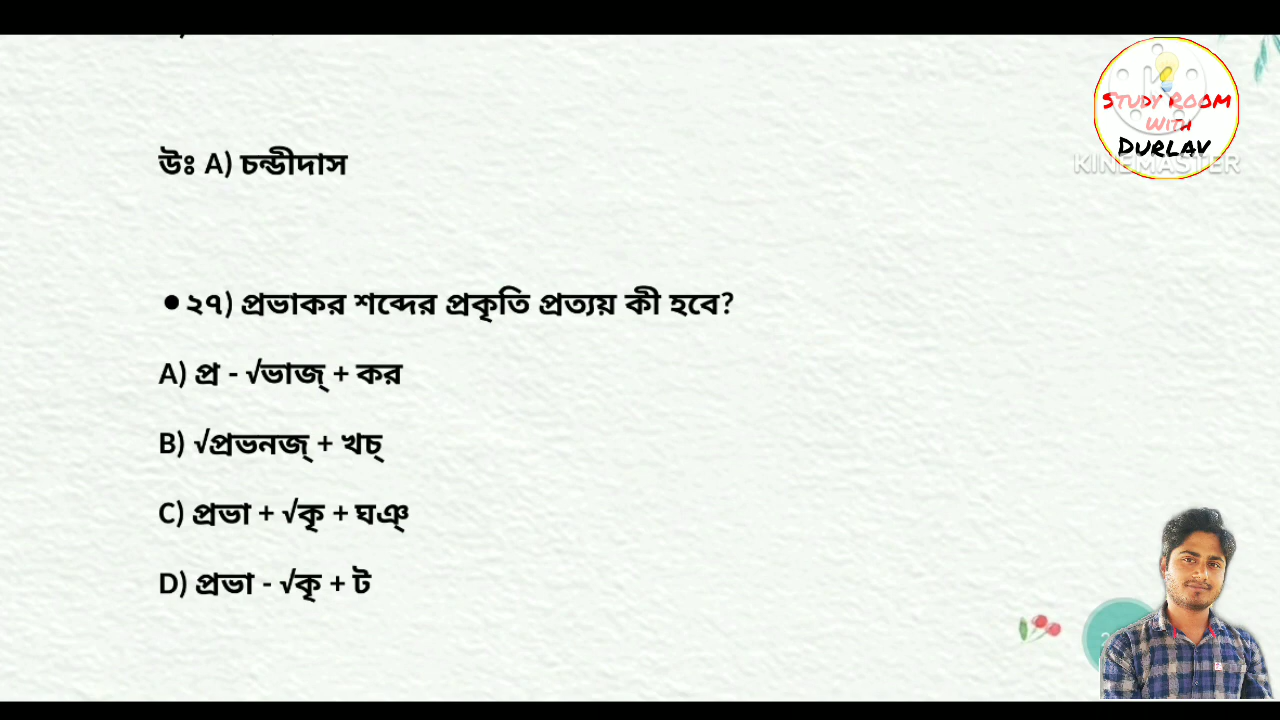 উঃ A) চন্ডীদাস
●২৭) প্রভাকর শব্দের প্রকৃতি প্রত্যয় কী হবে?
A) প্র - √ভাজ্ + কর
B) √প্রভনজ্ + খচ্
C) প্রভা + √কৃ + ঘঞ্
D) প্রভা - √কৃ + ট
STUDY ROOM
WITH
DURLAV
KINEMASTER